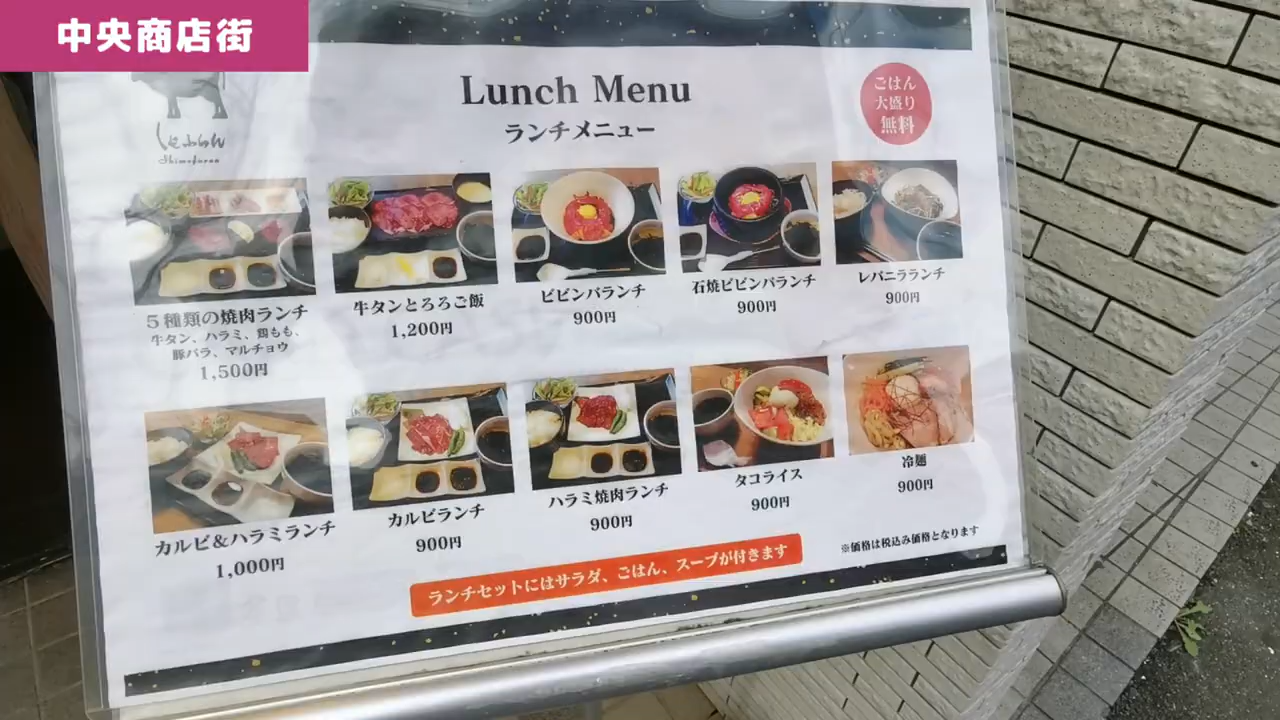 中央商店街
しもふらん
Shimofuran
Lunch Menu
ランチメニュー
ごはん
大盛り
無料
５種類の焼肉ランチ
牛タン、ハラミ、鶏もも、
豚バラ、マルチョウ
1,500円
牛タンとろろご飯
1,200円
ビビンバランチ
900円
石焼ビビンバランチ
900円
レバニラランチ
900円
カルビ＆ハラミランチ
1,000円
カルビランチ
900円
ハラミ焼肉ランチ
900円
タコライス
900円
冷麺
900円
ランチセットにはサラダ、ごはん、スープが付きます
※価格は税込み価格となります